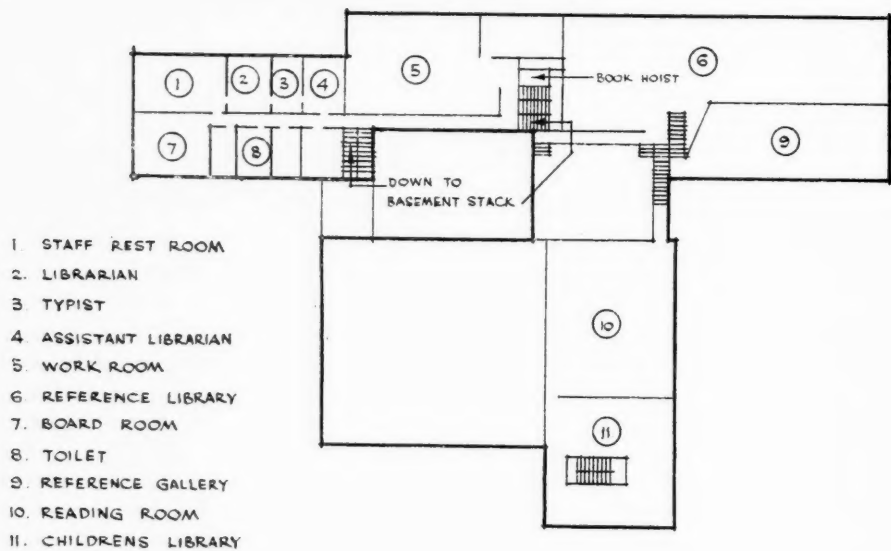 1
2
3
4
5
6
BOOK HOIST
7
8
9
DOWN TO
BASEMENT STACK
10
11
1. STAFF REST ROOM
2. LIBRARIAN
3 TYPIST
4 ASSISTANT LIBRARIAN
5. WORK ROOM
6 REFERENCE LIBRARY
7. BOARD ROOM
8. TOILET
9. REFERENCE GALLERY
10. READING ROOM
11. CHILDRENS LIBRARY